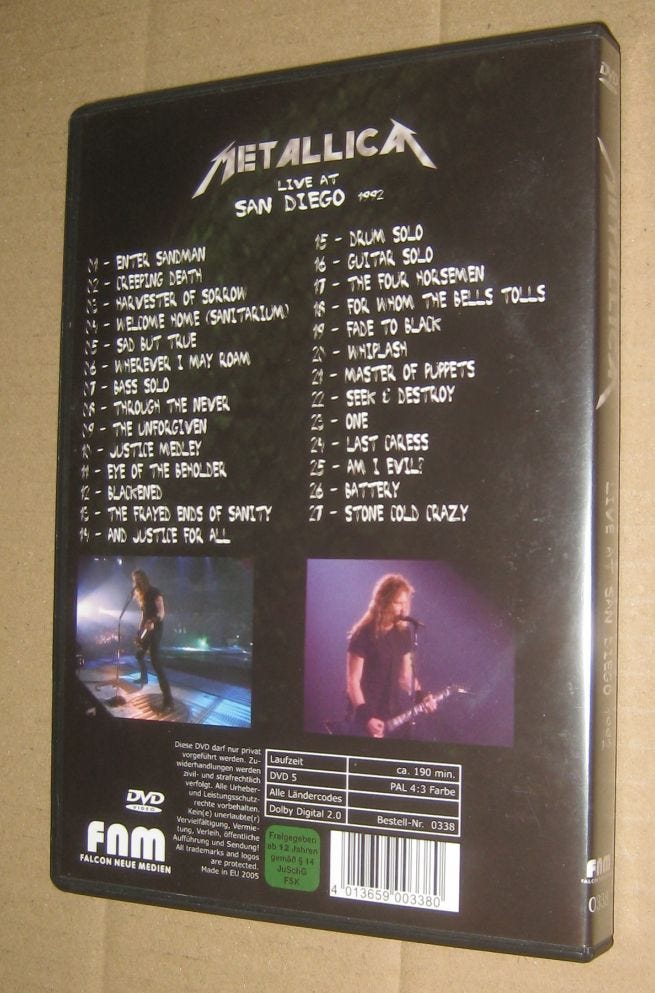 METALLICA
LIVE AT
SAN DIEGO 1992
01 - ENTER SANDMAN
02 - CREEPING DEATH
03 - HARVESTER OF SORROW
04 - WELCOME HOME (SANITARIUM)
05 - SAD BUT TRUE
06 - WHEREVER I MAY ROAM
07 - BASS SOLO
08 - THROUGH THE NEVER
09 - THE UNFORGIVEN
10 - JUSTICE MEDLEY
11 - EYE OF THE BEHOLDER
12 - BLACKENED
13 - THE FRAYED ENDS OF SANITY
14 - AND JUSTICE FOR ALL
15 - DRUM SOLO
16 - GUITAR SOLO
17 - THE FOUR HORSEMEN
18 - FOR WHOM THE BELLS TOLLS
19 - FADE TO BLACK
20 - WHIPLASH
21 - MASTER OF PUPPETS
22 - SEEK & DESTROY
23 - ONE
24 - LAST CARESS
25 - AM I EVIL?
26 - BATTERY
27 - STONE COLD CRAZY
DVD
VIDEO
FNM
FALCON NEUE MEDIEN
Diese DVD darf nur privat
vorgeführt werden. Zu-
widerhandlungen werden
zivil- und strafrechtlich
verfolgt. Alle Urheber-
und Leistungsschutz-
rechte vorbehalten.
Kein(e) unerlaubte(r)
Vervielfältigung, Vermie-
tung, Verleih, öffentliche
Aufführung und Sendung!
All trademarks and logos
are protected.
Made in EU 2005
Laufzeit ca. 190 min.
DVD 5 PAL 4:3 Farbe
Alle Ländercodes
Dolby Digital 2.0 Bestell-Nr. 0338
Freigegeben
ab 12 Jahren
gemäß § 14
JuSchG
FSK
4 013659 003380
DVD
METALLICA
LIVE AT SAN DIEGO 1992
FNM
FALCON NEUE MEDIEN
0338